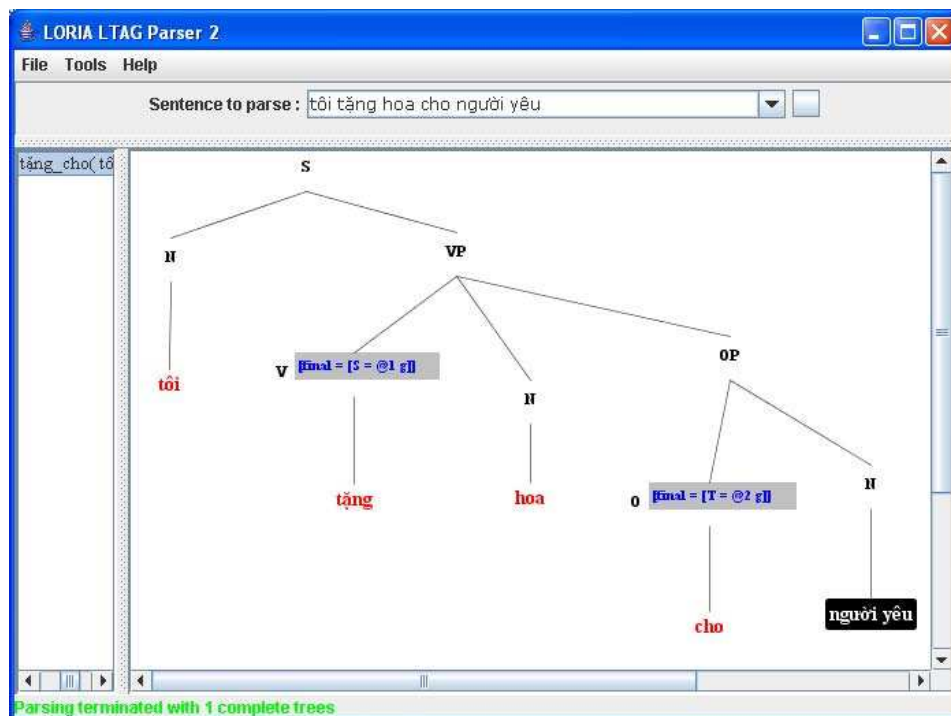 LORIA LTAG Parser 2
File Tools Help
Sentence to parse : tôi tặng hoa cho người yêu
tặng_cho( tô
S
N
VP
V [final = [S = @1 g]]
OP
tôi
N
tặng
hoa
O [final = [T = @2 g]]
N
cho
người yêu
Parsing terminated with 1 complete trees